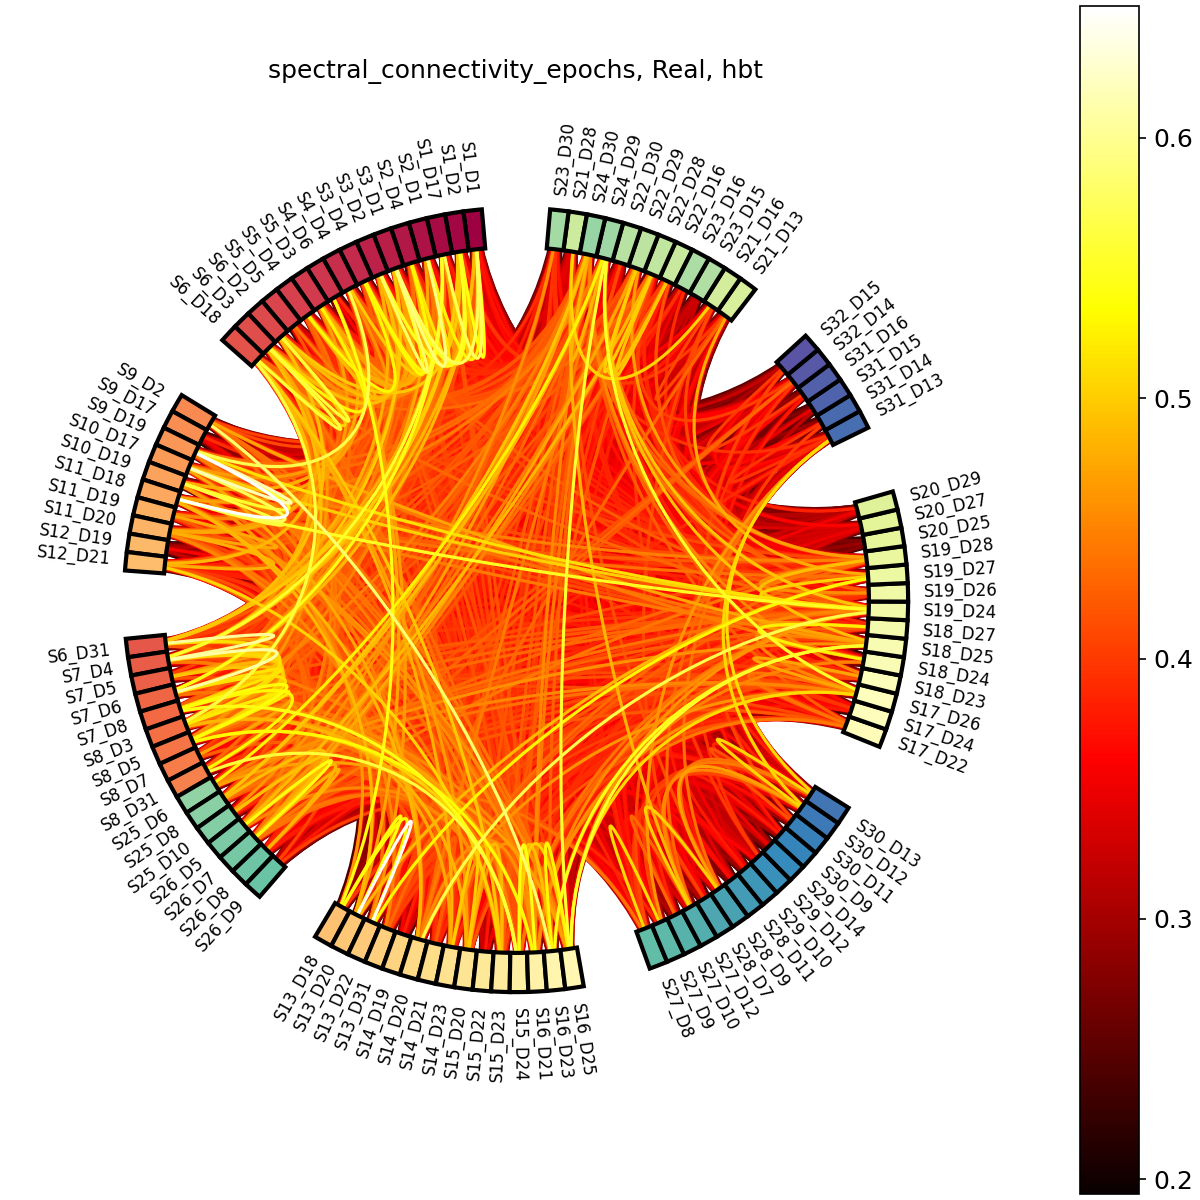 spectral_connectivity_epochs, Real, hbt
S1_D1
S1_D2
S1_D17
S2_D1
S2_D4
S3_D1
S3_D2
S3_D4
S4_D4
S4_D6
S5_D3
S5_D4
S5_D5
S6_D2
S6_D3
S6_D18
S9_D2
S9_D17
S9_D19
S10_D17
S10_D19
S11_D18
S11_D19
S11_D20
S12_D19
S12_D21
S6_D31
S7_D4
S7_D5
S7_D6
S7_D8
S8_D3
S8_D5
S8_D7
S8_D31
S25_D6
S25_D8
S25_D10
S26_D5
S26_D7
S26_D8
S26_D9
S13_D18
S13_D20
S13_D22
S13_D31
S14_D19
S14_D20
S14_D21
S14_D23
S15_D20
S15_D22
S15_D23
S15_D24
S16_D21
S16_D23
S16_D25
S27_D8
S27_D9
S27_D10
S27_D12
S28_D7
S28_D9
S28_D11
S29_D10
S29_D12
S29_D14
S30_D9
S30_D11
S30_D12
S30_D13
S17_D22
S17_D24
S17_D26
S18_D23
S18_D24
S18_D25
S18_D27
S19_D24
S19_D26
S19_D27
S19_D28
S20_D25
S20_D27
S20_D29
S31_D13
S31_D14
S31_D15
S31_D16
S32_D14
S32_D15
S21_D13
S21_D16
S23_D15
S23_D16
S22_D16
S22_D28
S22_D29
S22_D30
S24_D29
S24_D30
S21_D28
S23_D30
0.6
0.5
0.4
0.3
0.2